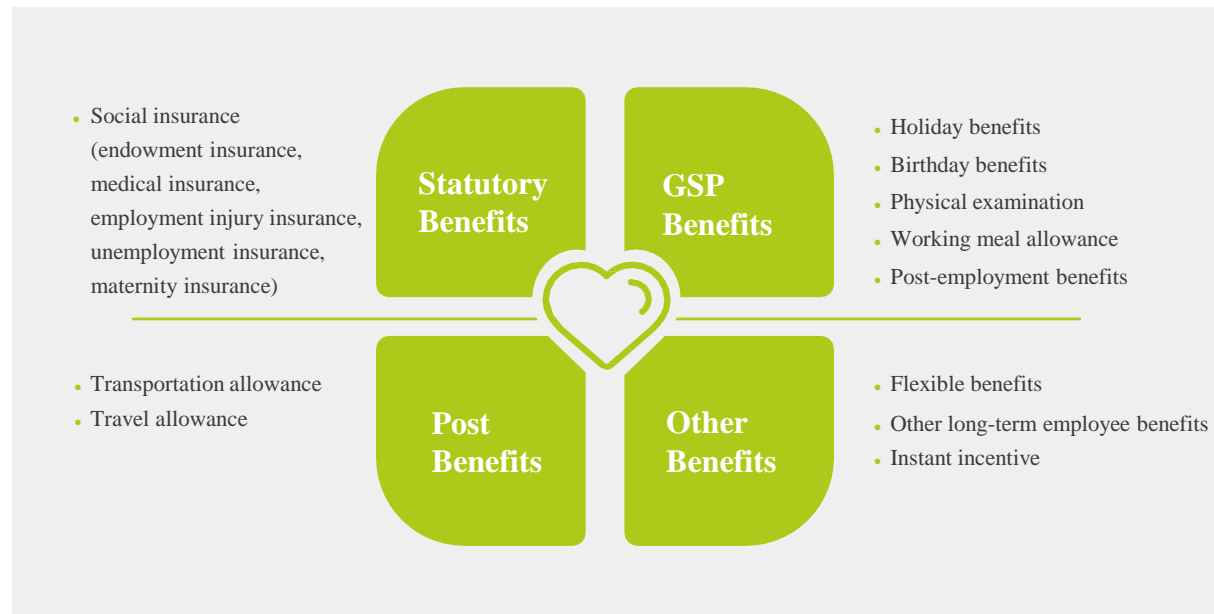 Social insurance
(endowment insurance,
medical insurance,
employment injury insurance,
unemployment insurance,
maternity insurance)
Statutory
Benefits
GSP
Benefits
Holiday benefits
Birthday benefits
Physical examination
Working meal allowance
Post-employment benefits
Transportation allowance
Travel allowance
Post
Benefits
Other
Benefits
Flexible benefits
Other long-term employee benefits
Instant incentive